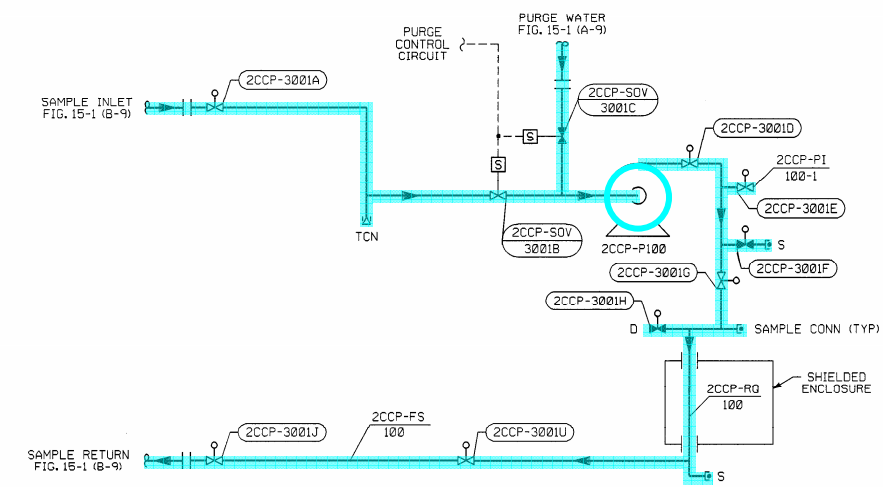 PURGE WATER
FIG. 15-1 (A-9)
PURGE
CONTROL
CIRCUIT
2CCP-3001A
SAMPLE INLET
FIG. 15-1 (B-9)
2CCP-SOV
3001C
S
2CCP-3001D
S
2CCP-PI
100-1
2CCP-3001E
TCN
2CCP-SOV
3001B
2CCP-P100
S
2CCP-3001F
2CCP-3001G
2CCP-3001H
D
SAMPLE CONN (TYP)
SHIELDED
ENCLOSURE
2CCP-RG
100
2CCP-FS
100
2CCP-3001J
2CCP-3001U
SAMPLE RETURN
FIG. 15-1 (B-9)
S